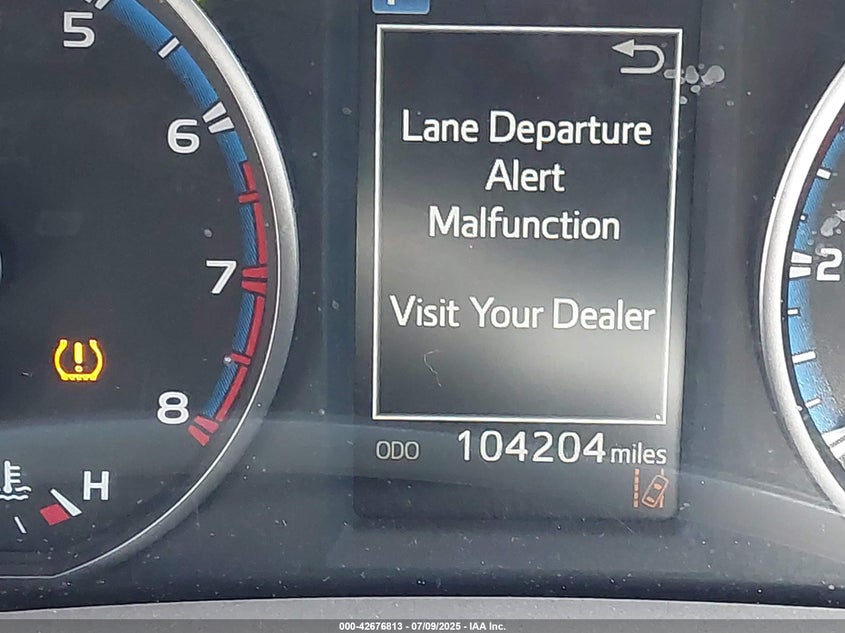 5
6
7
8
H
Lane Departure
Alert
Malfunction
Visit Your Dealer
ODO 104204 miles
2
000-42676813 - 07/09/2025 - IAA Inc.